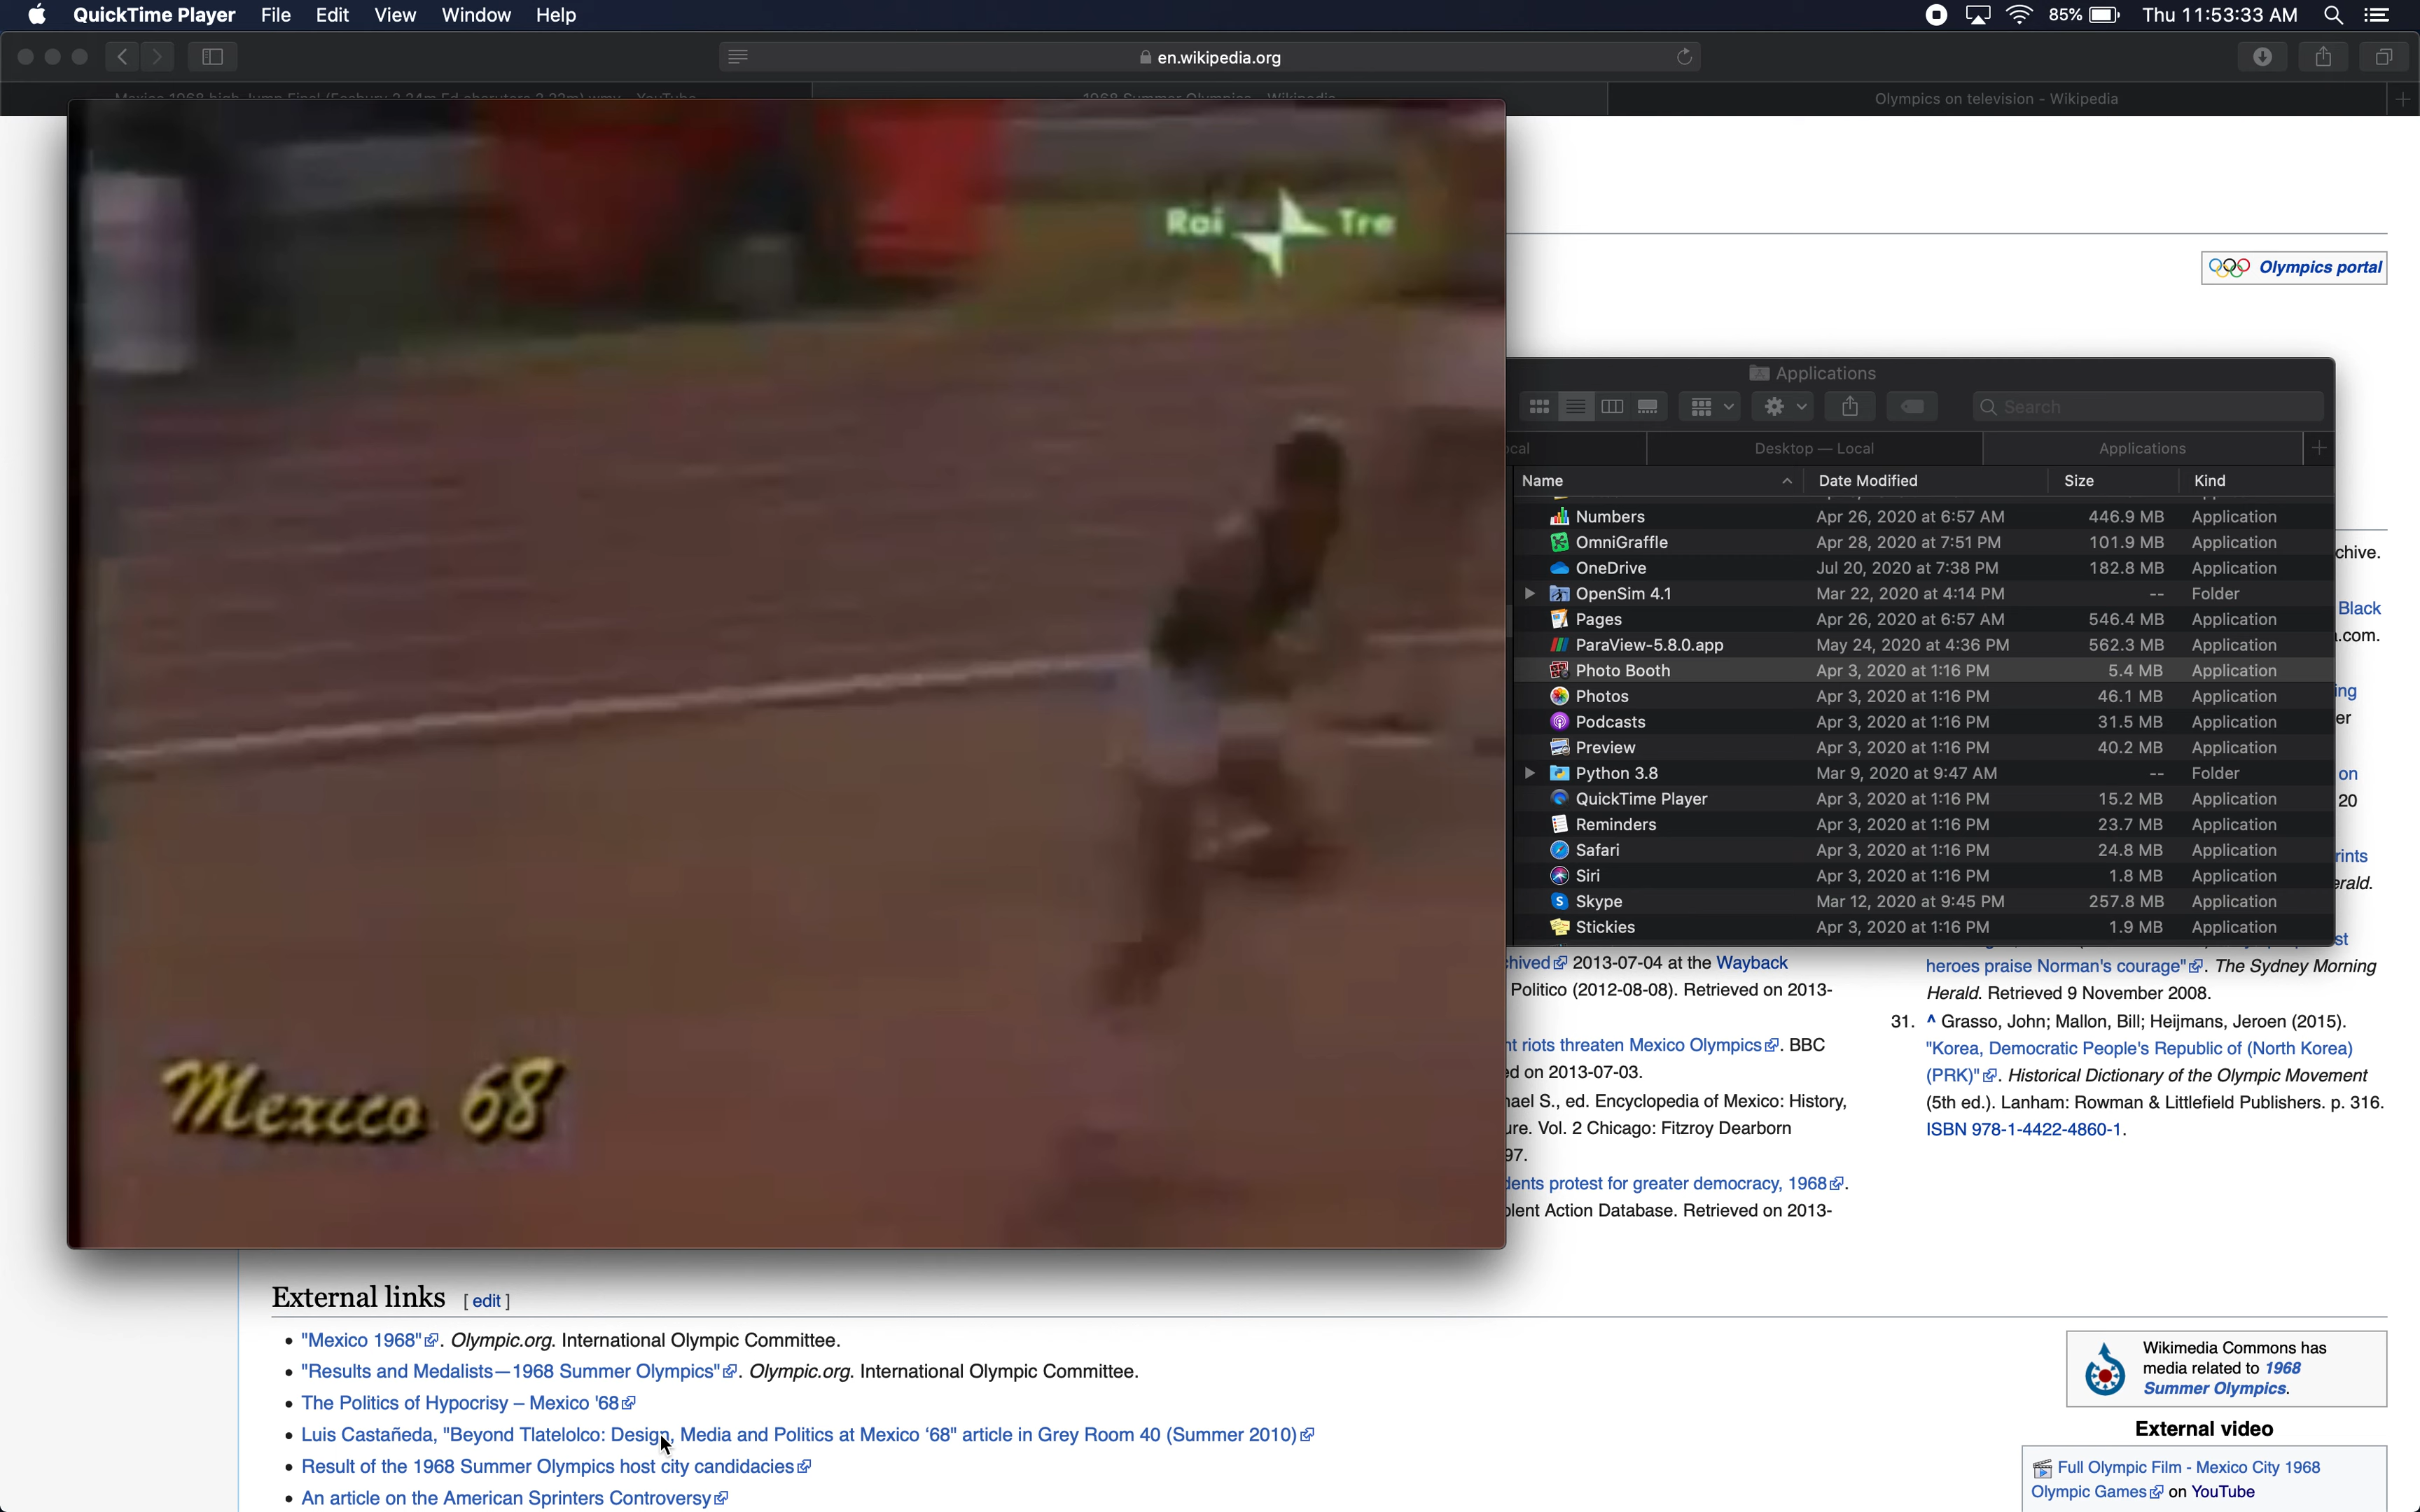 QuickTime Player File Edit View Window Help 85% Thu 11:53:33 AM
en.wikipedia.org
Olympics on television - Wikipedia
Rai Tre
Mexico 68
Olympics portal
Applications
Search
Desktop — Local
Applications
Name Date Modified Size Kind
Numbers Apr 26, 2020 at 6:57 AM 446.9 MB Application
OmniGraffle Apr 28, 2020 at 7:51 PM 101.9 MB Application
OneDrive Jul 20, 2020 at 7:38 PM 182.8 MB Application
OpenSim 4.1 Mar 22, 2020 at 4:14 PM -- Folder
Pages Apr 26, 2020 at 6:57 AM 546.4 MB Application
ParaView-5.8.0.app May 24, 2020 at 4:36 PM 562.3 MB Application
Photo Booth Apr 3, 2020 at 1:16 PM 5.4 MB Application
Photos Apr 3, 2020 at 1:16 PM 46.1 MB Application
Podcasts Apr 3, 2020 at 1:16 PM 31.5 MB Application
Preview Apr 3, 2020 at 1:16 PM 40.2 MB Application
Python 3.8 Mar 9, 2020 at 9:47 AM -- Folder
QuickTime Player Apr 3, 2020 at 1:16 PM 15.2 MB Application
Reminders Apr 3, 2020 at 1:16 PM 23.7 MB Application
Safari Apr 3, 2020 at 1:16 PM 24.8 MB Application
Siri Apr 3, 2020 at 1:16 PM 1.8 MB Application
Skype Mar 12, 2020 at 9:45 PM 257.8 MB Application
Stickies Apr 3, 2020 at 1:16 PM 1.9 MB Application
Black
.com.
on
20
2013-07-04 at the Wayback
Politico (2012-08-08). Retrieved on 2013-
riots threaten Mexico Olympics. BBC
on 2013-07-03.
S., ed. Encyclopedia of Mexico: History,
Vol. 2 Chicago: Fitzroy Dearborn
97.
protest for greater democracy, 1968.
Action Database. Retrieved on 2013-
heroes praise Norman's courage". The Sydney Morning
Herald. Retrieved 9 November 2008.
31. ^ Grasso, John; Mallon, Bill; Heijmans, Jeroen (2015).
"Korea, Democratic People's Republic of (North Korea)
(PRK)". Historical Dictionary of the Olympic Movement
(5th ed.). Lanham: Rowman & Littlefield Publishers. p. 316.
ISBN 978-1-4422-4860-1.
External links [ edit ]
• "Mexico 1968". Olympic.org. International Olympic Committee.
• "Results and Medalists—1968 Summer Olympics". Olympic.org. International Olympic Committee.
• The Politics of Hypocrisy – Mexico '68
• Luis Castañeda, "Beyond Tlatelolco: Design, Media and Politics at Mexico ‘68" article in Grey Room 40 (Summer 2010)
• Result of the 1968 Summer Olympics host city candidacies
• An article on the American Sprinters Controversy
Wikimedia Commons has
media related to 1968
Summer Olympics.
External video
Full Olympic Film - Mexico City 1968
Olympic Games on YouTube